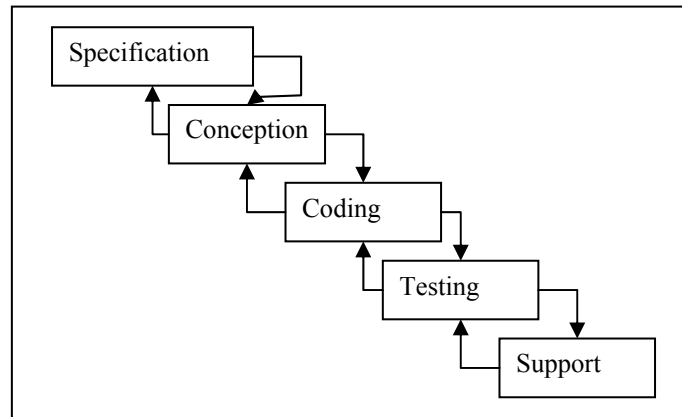 Specification
Conception
Coding
Testing
Support